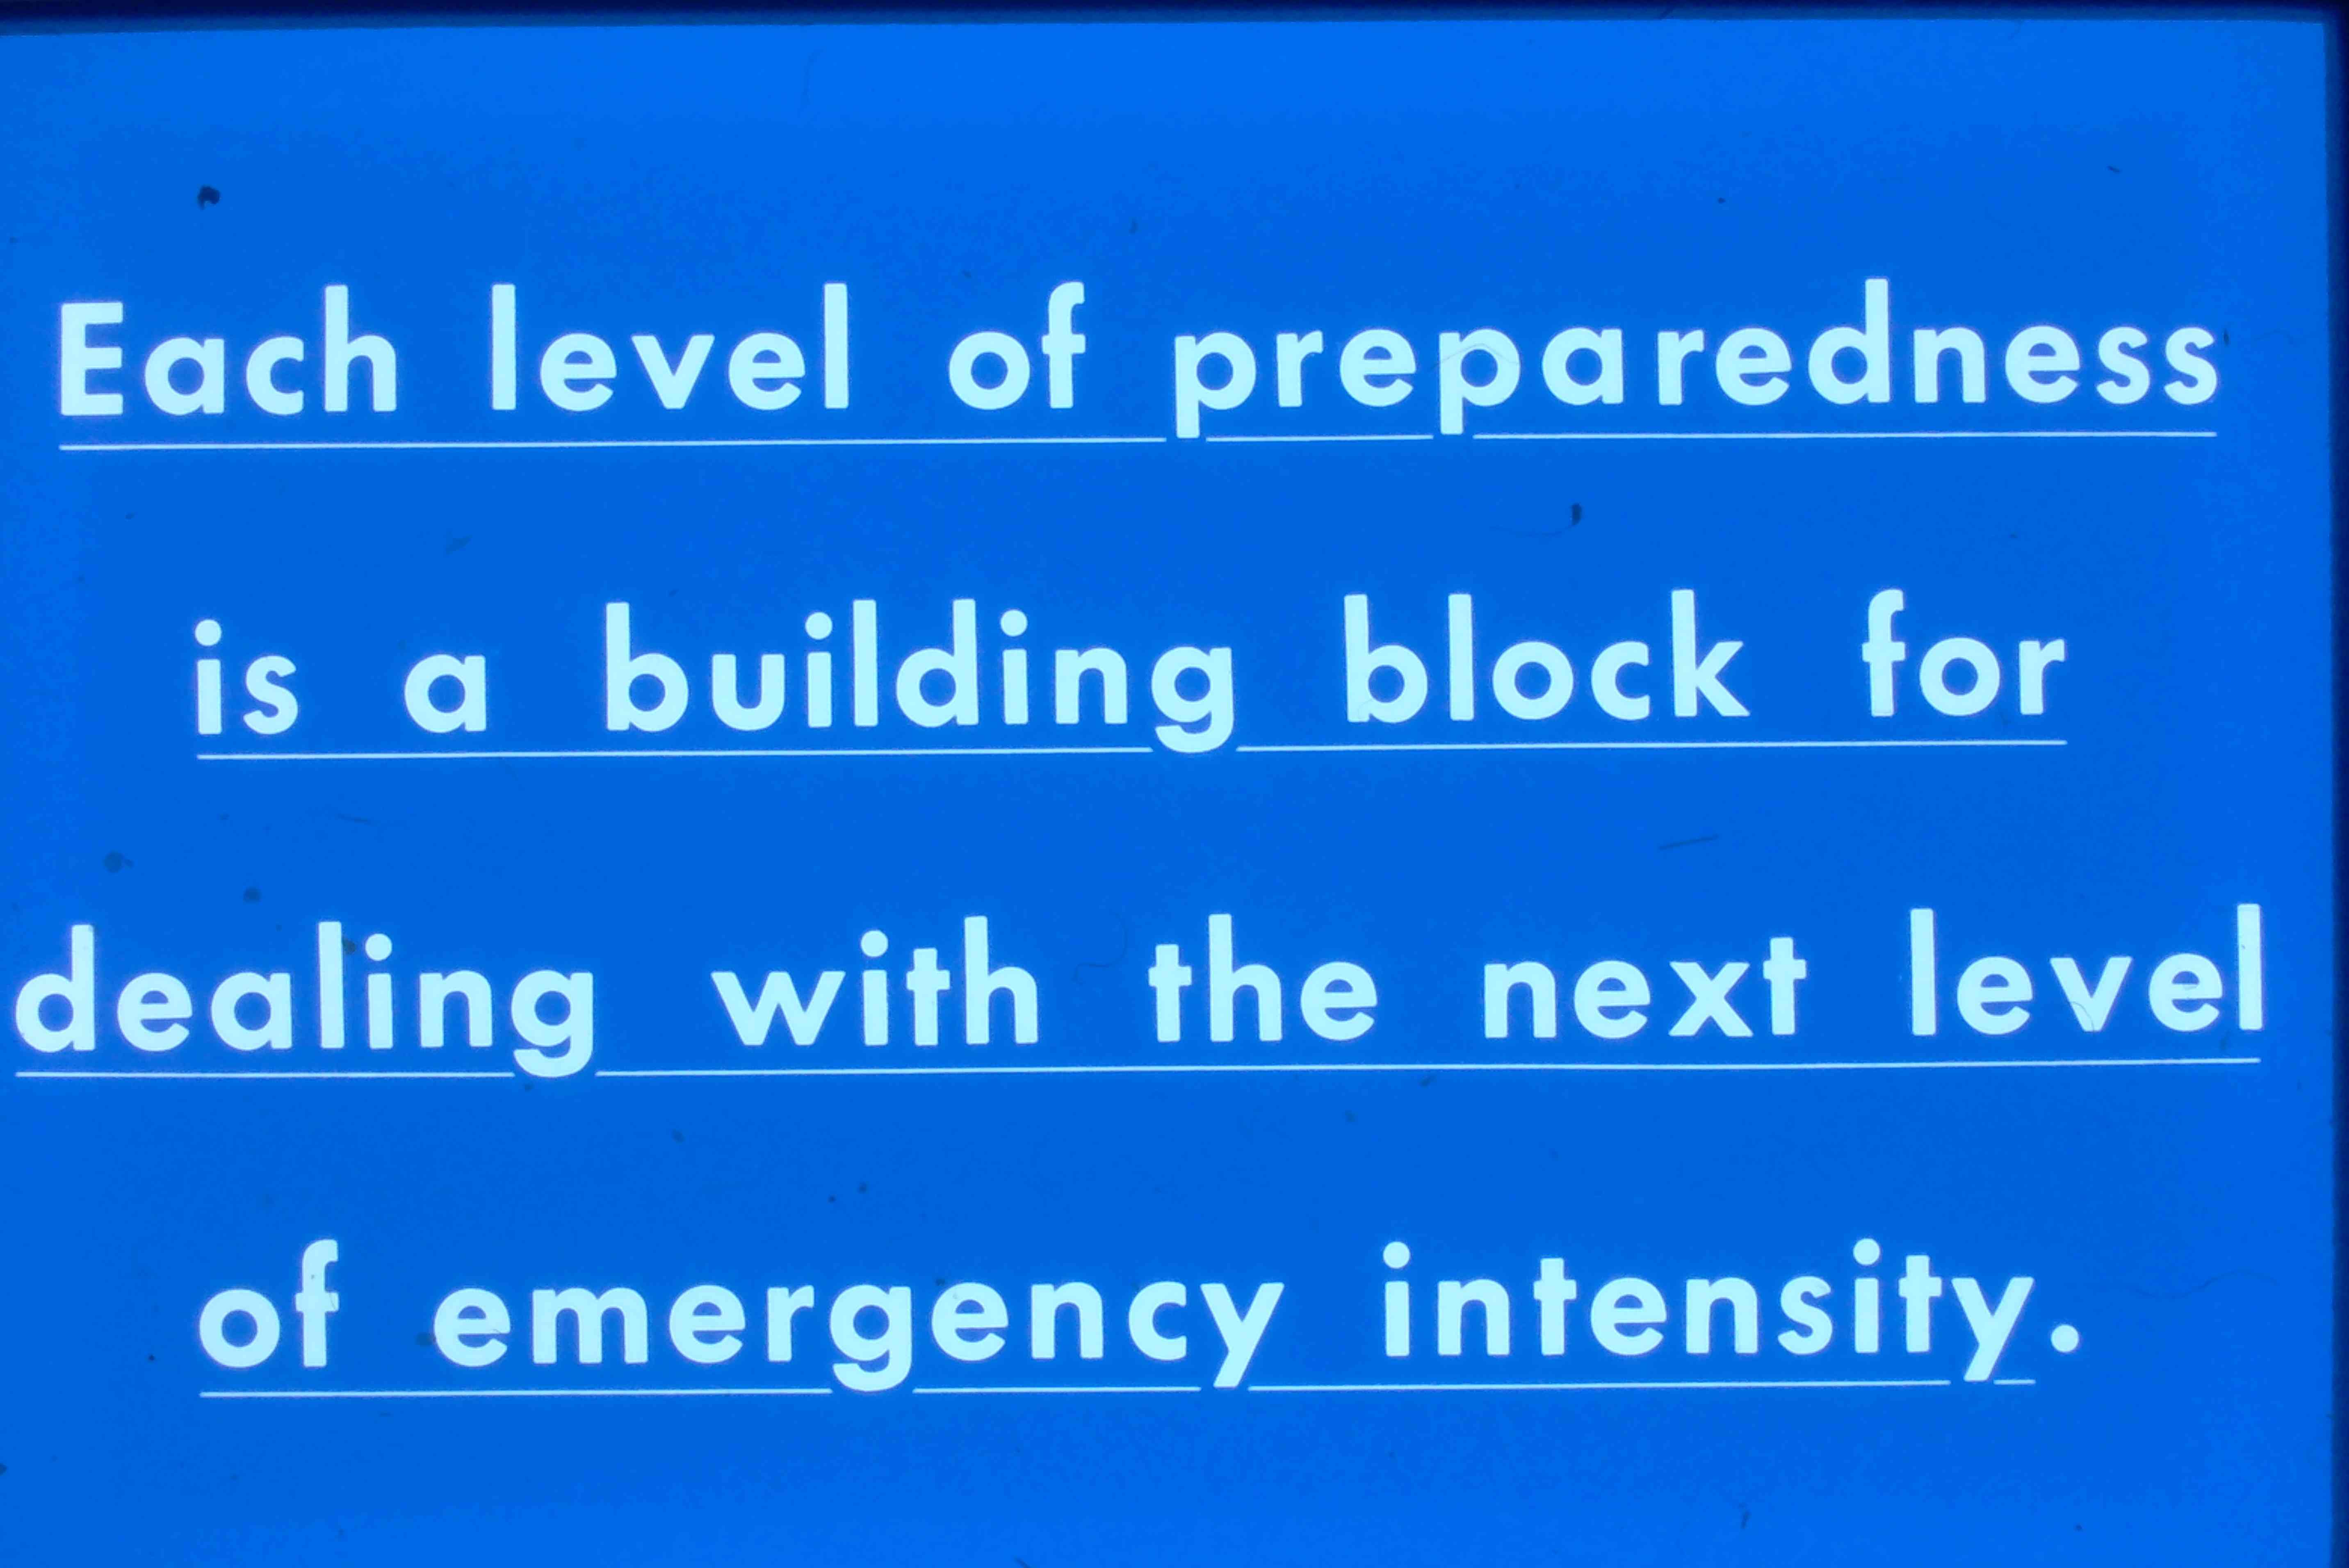 Each level of preparedness
is a building block for
dealing with the next level
of emergency intensity.